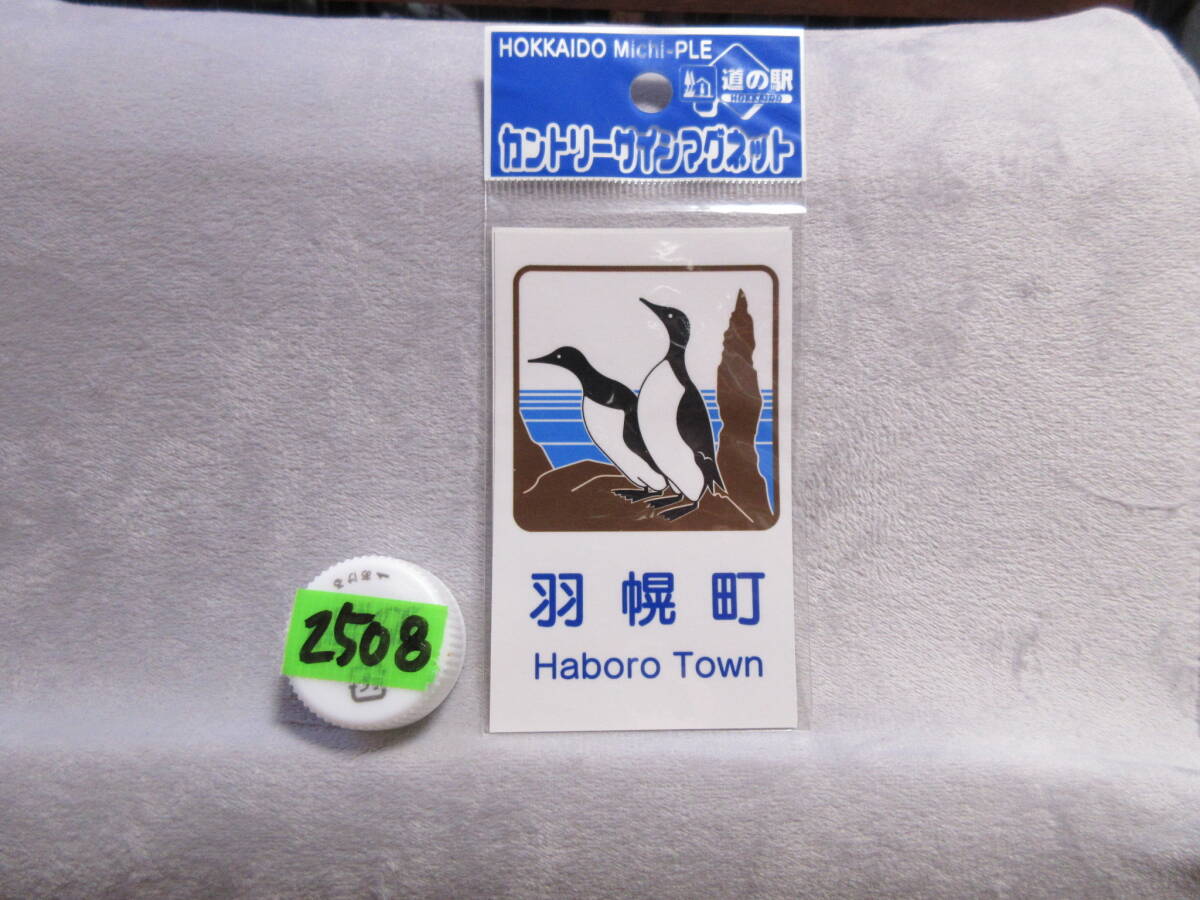 HOKKAIDO Michi-PLE
道の駅
HOKKAIDO
カントリーサインマグネット
羽幌町
Haboro Town
2508